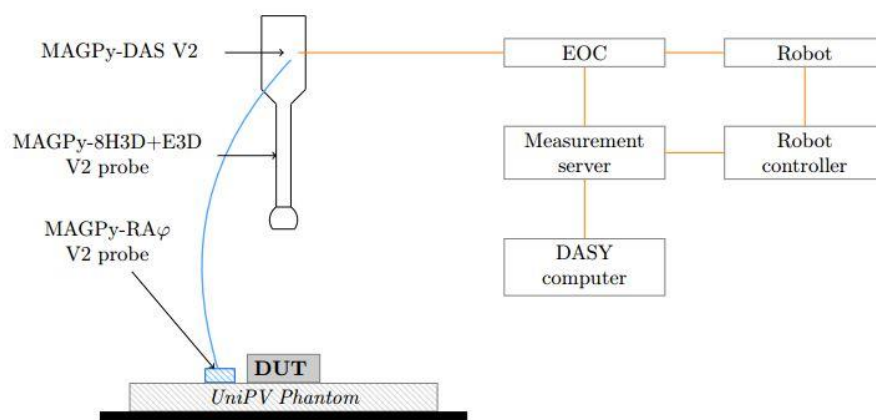 MAGPy-DAS V2
EOC
Robot
MAGPy-8H3D+E3D
V2 probe
Measurement
server
Robot
controller
MAGPy-RAφ
V2 probe
DASY
computer
DUT
UniPV Phantom